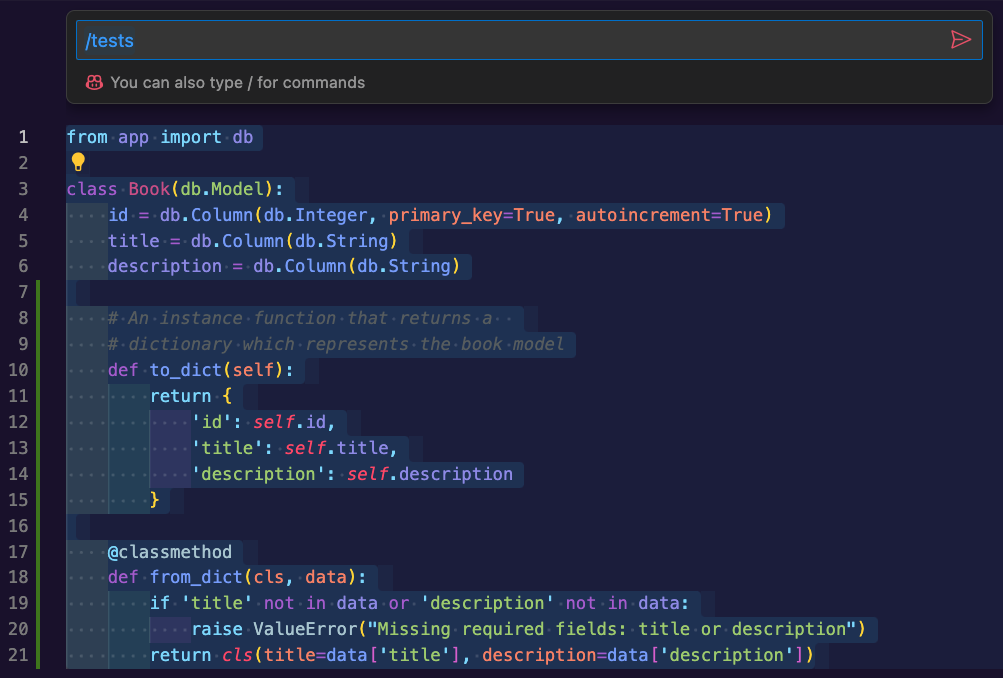 /tests
You can also type / for commands
1 from app import db
2
3 class Book(db.Model):
4     id = db.Column(db.Integer, primary_key=True, autoincrement=True)
5     title = db.Column(db.String)
6     description = db.Column(db.String)
7
8     # An instance function that returns a
9     # dictionary which represents the book model
10     def to_dict(self):
11         return {
12             'id': self.id,
13             'title': self.title,
14             'description': self.description
15         }
16
17     @classmethod
18     def from_dict(cls, data):
19         if 'title' not in data or 'description' not in data:
20             raise ValueError("Missing required fields: title or description")
21         return cls(title=data['title'], description=data['description'])